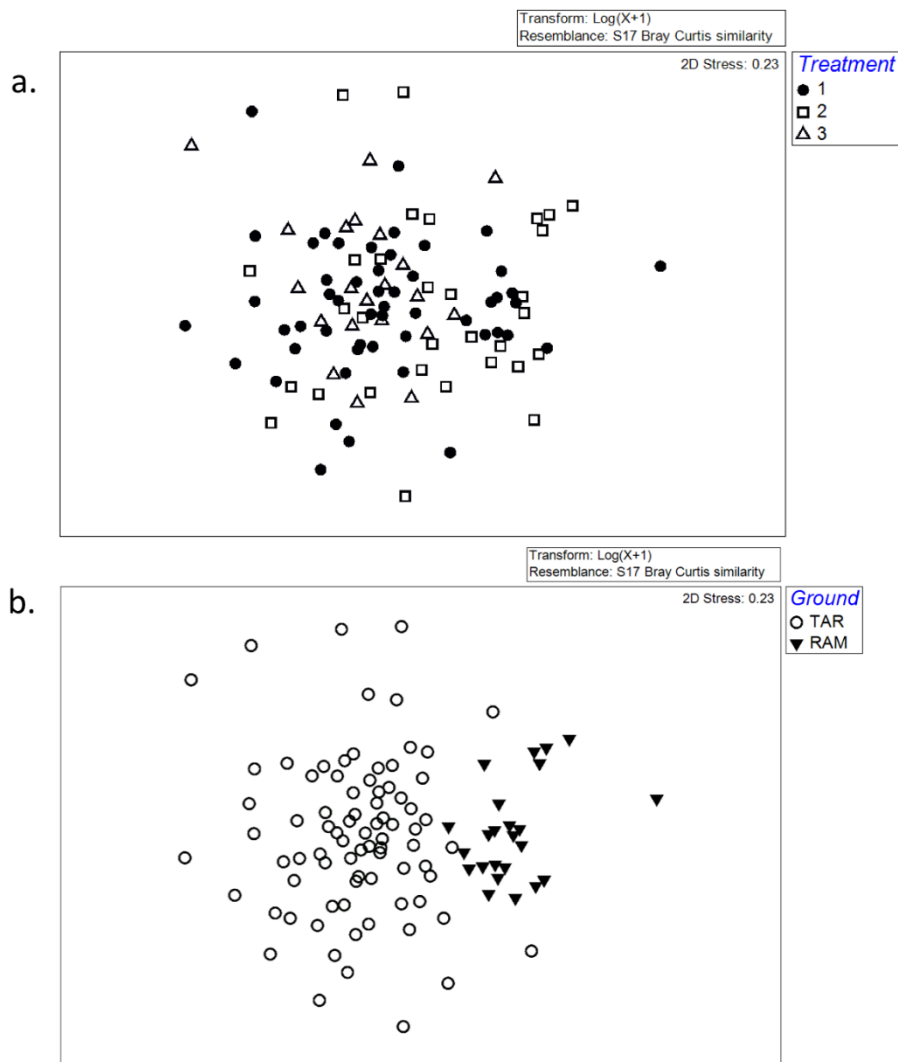 Transform: Log(X+1)
Resemblance: S17 Bray Curtis similarity
a.
2D Stress: 0.23
Treatment
1
2
3
Transform: Log(X+1)
Resemblance: S17 Bray Curtis similarity
b.
2D Stress: 0.23
Ground
TAR
RAM